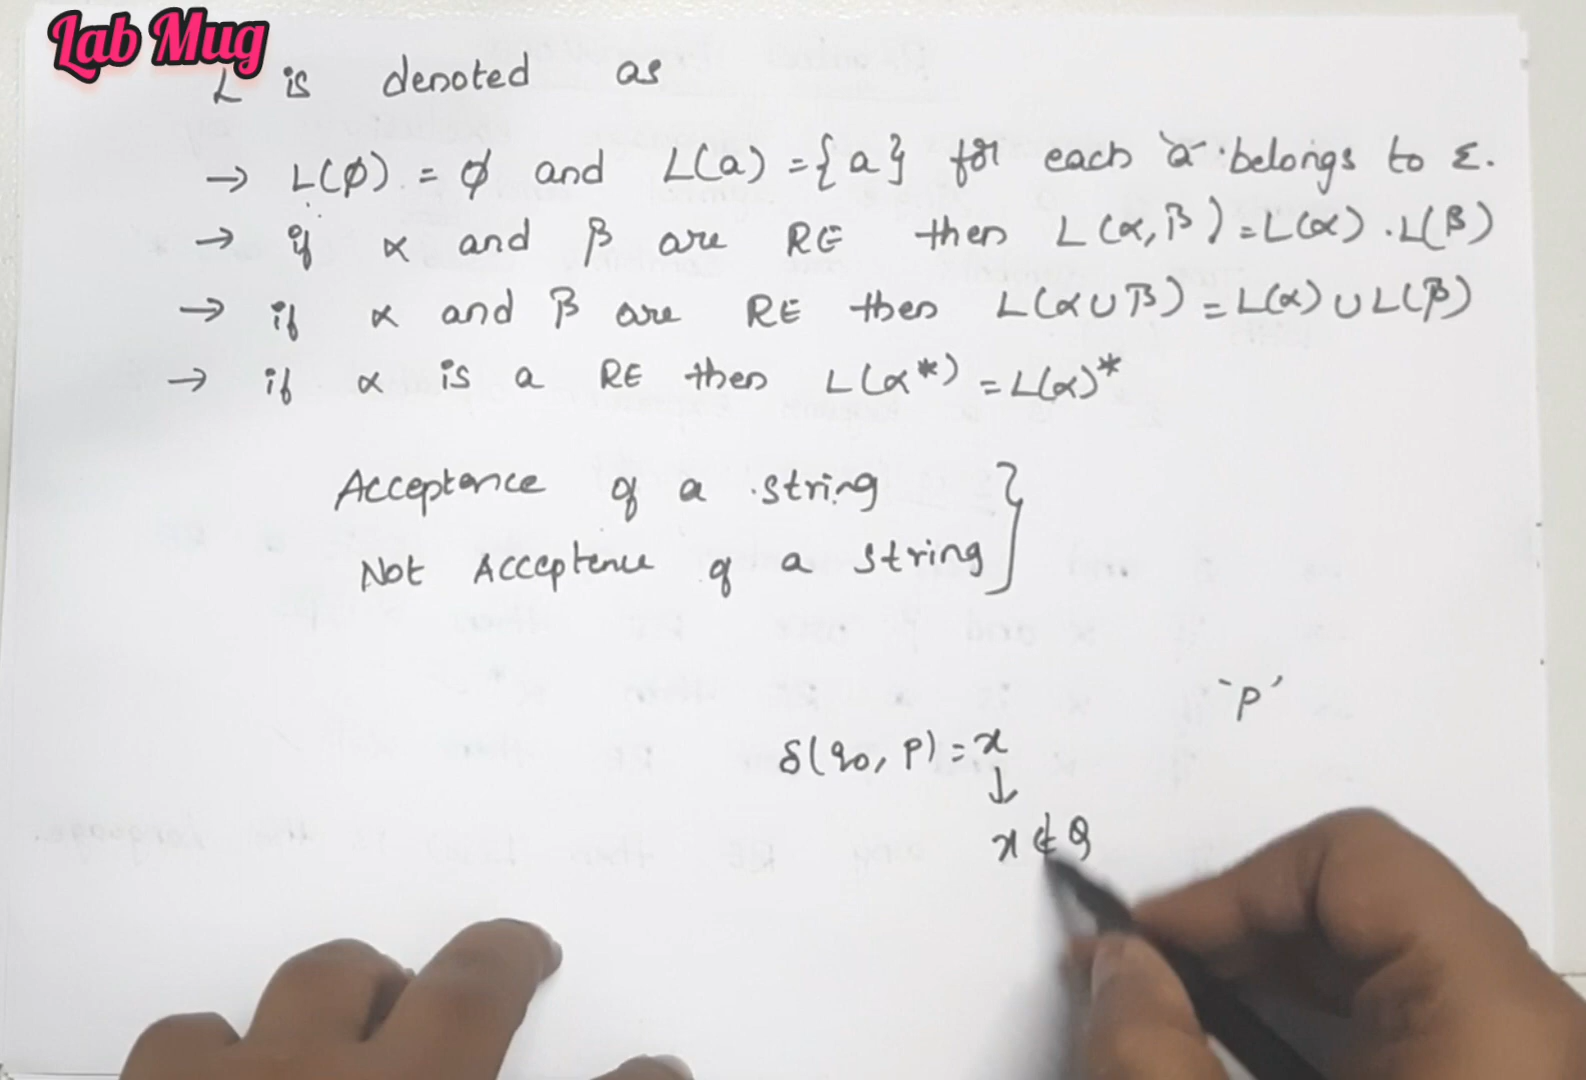 Lab Mug
L is denoted as
→ L(ϕ) = ϕ and L(a) = {a} for each 'a' belongs to Σ.
→ if α and β are RE then L(α,β) = L(α).L(β)
→ if α and β are RE then L(α∪β) = L(α)∪L(β)
→ if α is a RE then L(α*) = L(α)*
Acceptance of a string
Not Acceptence of a string
'P'
δ(q0, P) = x
↓
x ∉ Q